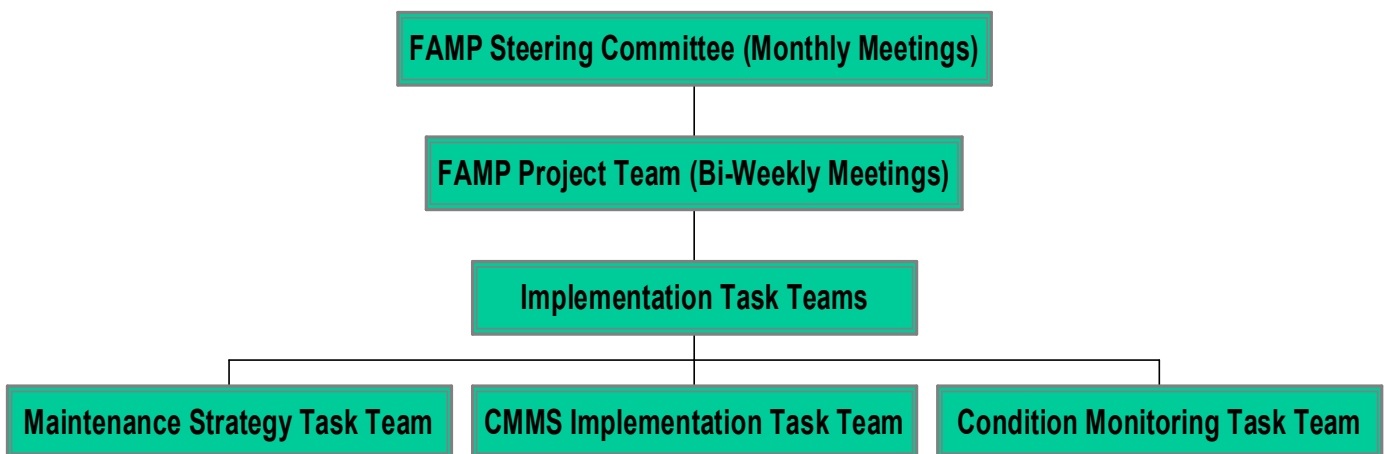 FAMP Steering Committee (Monthly Meetings)
FAMP Project Team (Bi-Weekly Meetings)
Implementation Task Teams
Maintenance Strategy Task Team
CMMS Implementation Task Team
Condition Monitoring Task Team